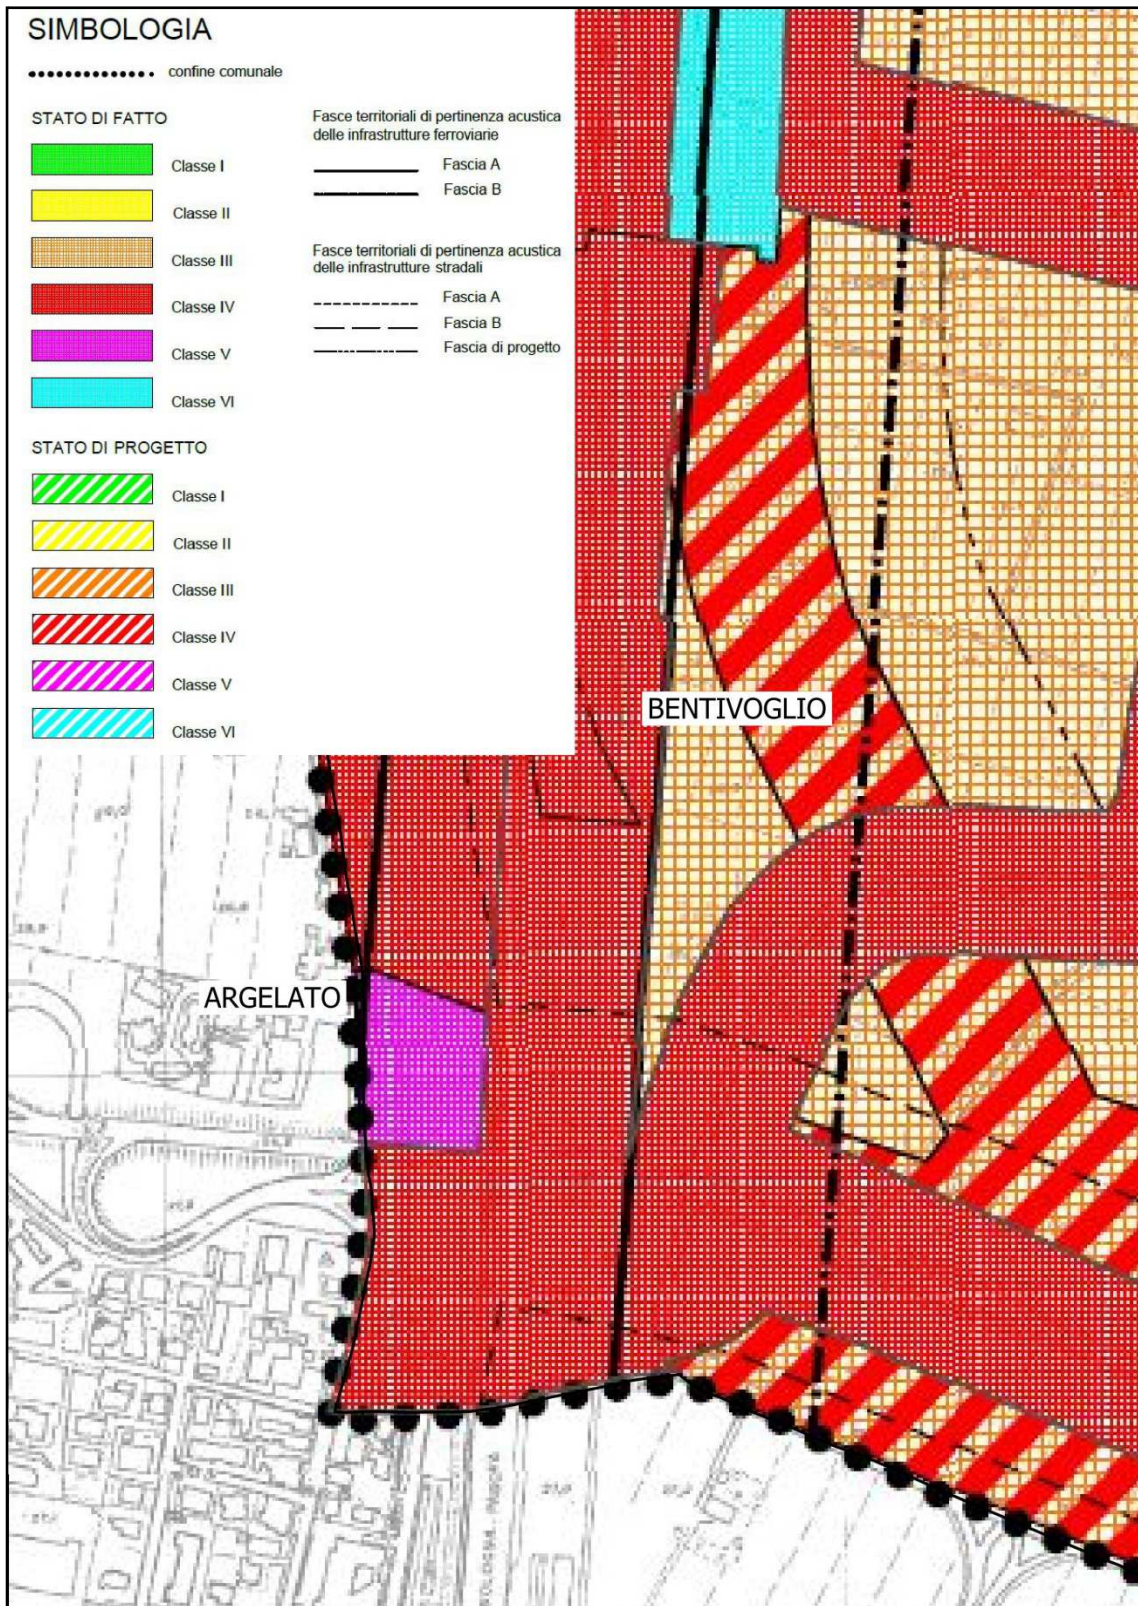 SIMBOLOGIA
confine comunale
STATO DI FATTO
Classe I
Classe II
Classe III
Classe IV
Classe V
Classe VI
STATO DI PROGETTO
Classe I
Classe II
Classe III
Classe IV
Classe V
Classe VI
Fasce territoriali di pertinenza acustica
delle infrastrutture ferroviarie
Fascia A
Fascia B
Fasce territoriali di pertinenza acustica
delle infrastrutture stradali
Fascia A
Fascia B
Fascia di progetto
BENTIVOGLIO
ARGELATO